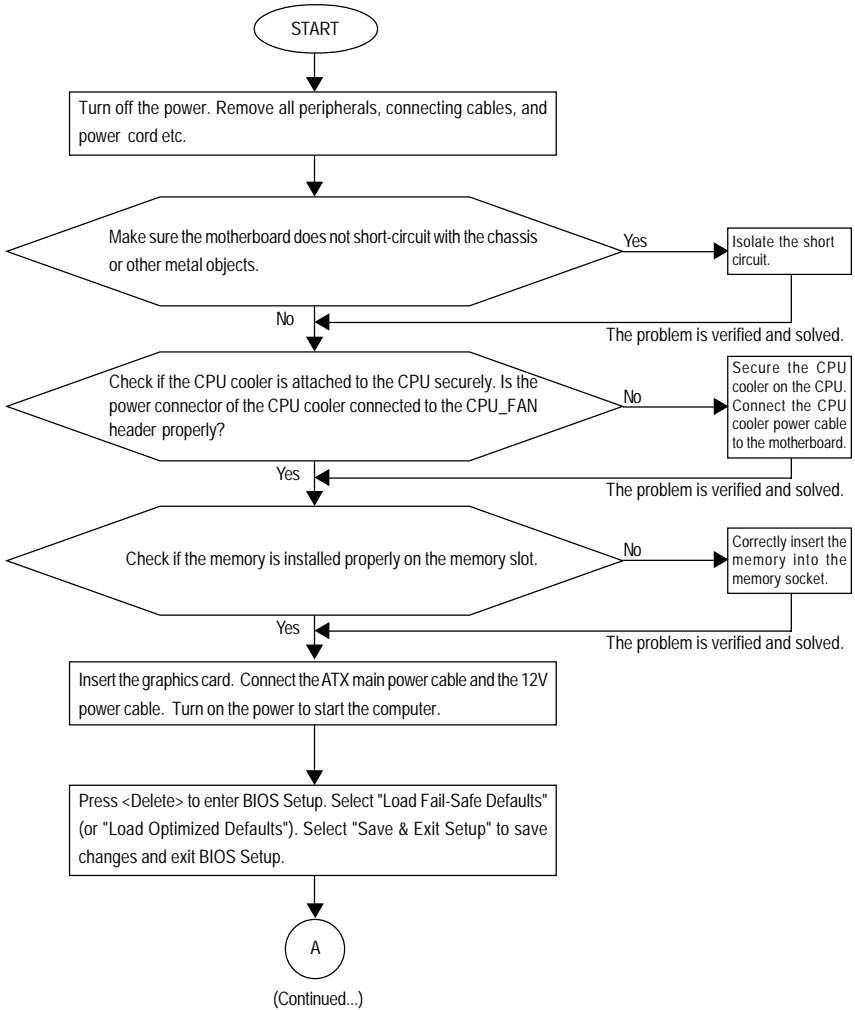 START
Turn off the power. Remove all peripherals, connecting cables, and
power cord etc.
Make sure the motherboard does not short-circuit with the chassis
or other metal objects.
Yes
Isolate the short
circuit.
No
The problem is verified and solved.
Check if the CPU cooler is attached to the CPU securely. Is the
power connector of the CPU cooler connected to the CPU_FAN
header properly?
No
Secure the CPU
cooler on the CPU.
Connect the CPU
cooler power cable
to the motherboard.
Yes
The problem is verified and solved.
Check if the memory is installed properly on the memory slot.
No
Correctly insert the
memory into the
memory socket.
Yes
The problem is verified and solved.
Insert the graphics card. Connect the ATX main power cable and the 12V
power cable. Turn on the power to start the computer.
Press <Delete> to enter BIOS Setup. Select "Load Fail-Safe Defaults"
(or "Load Optimized Defaults"). Select "Save & Exit Setup" to save
changes and exit BIOS Setup.
A
(Continued...)